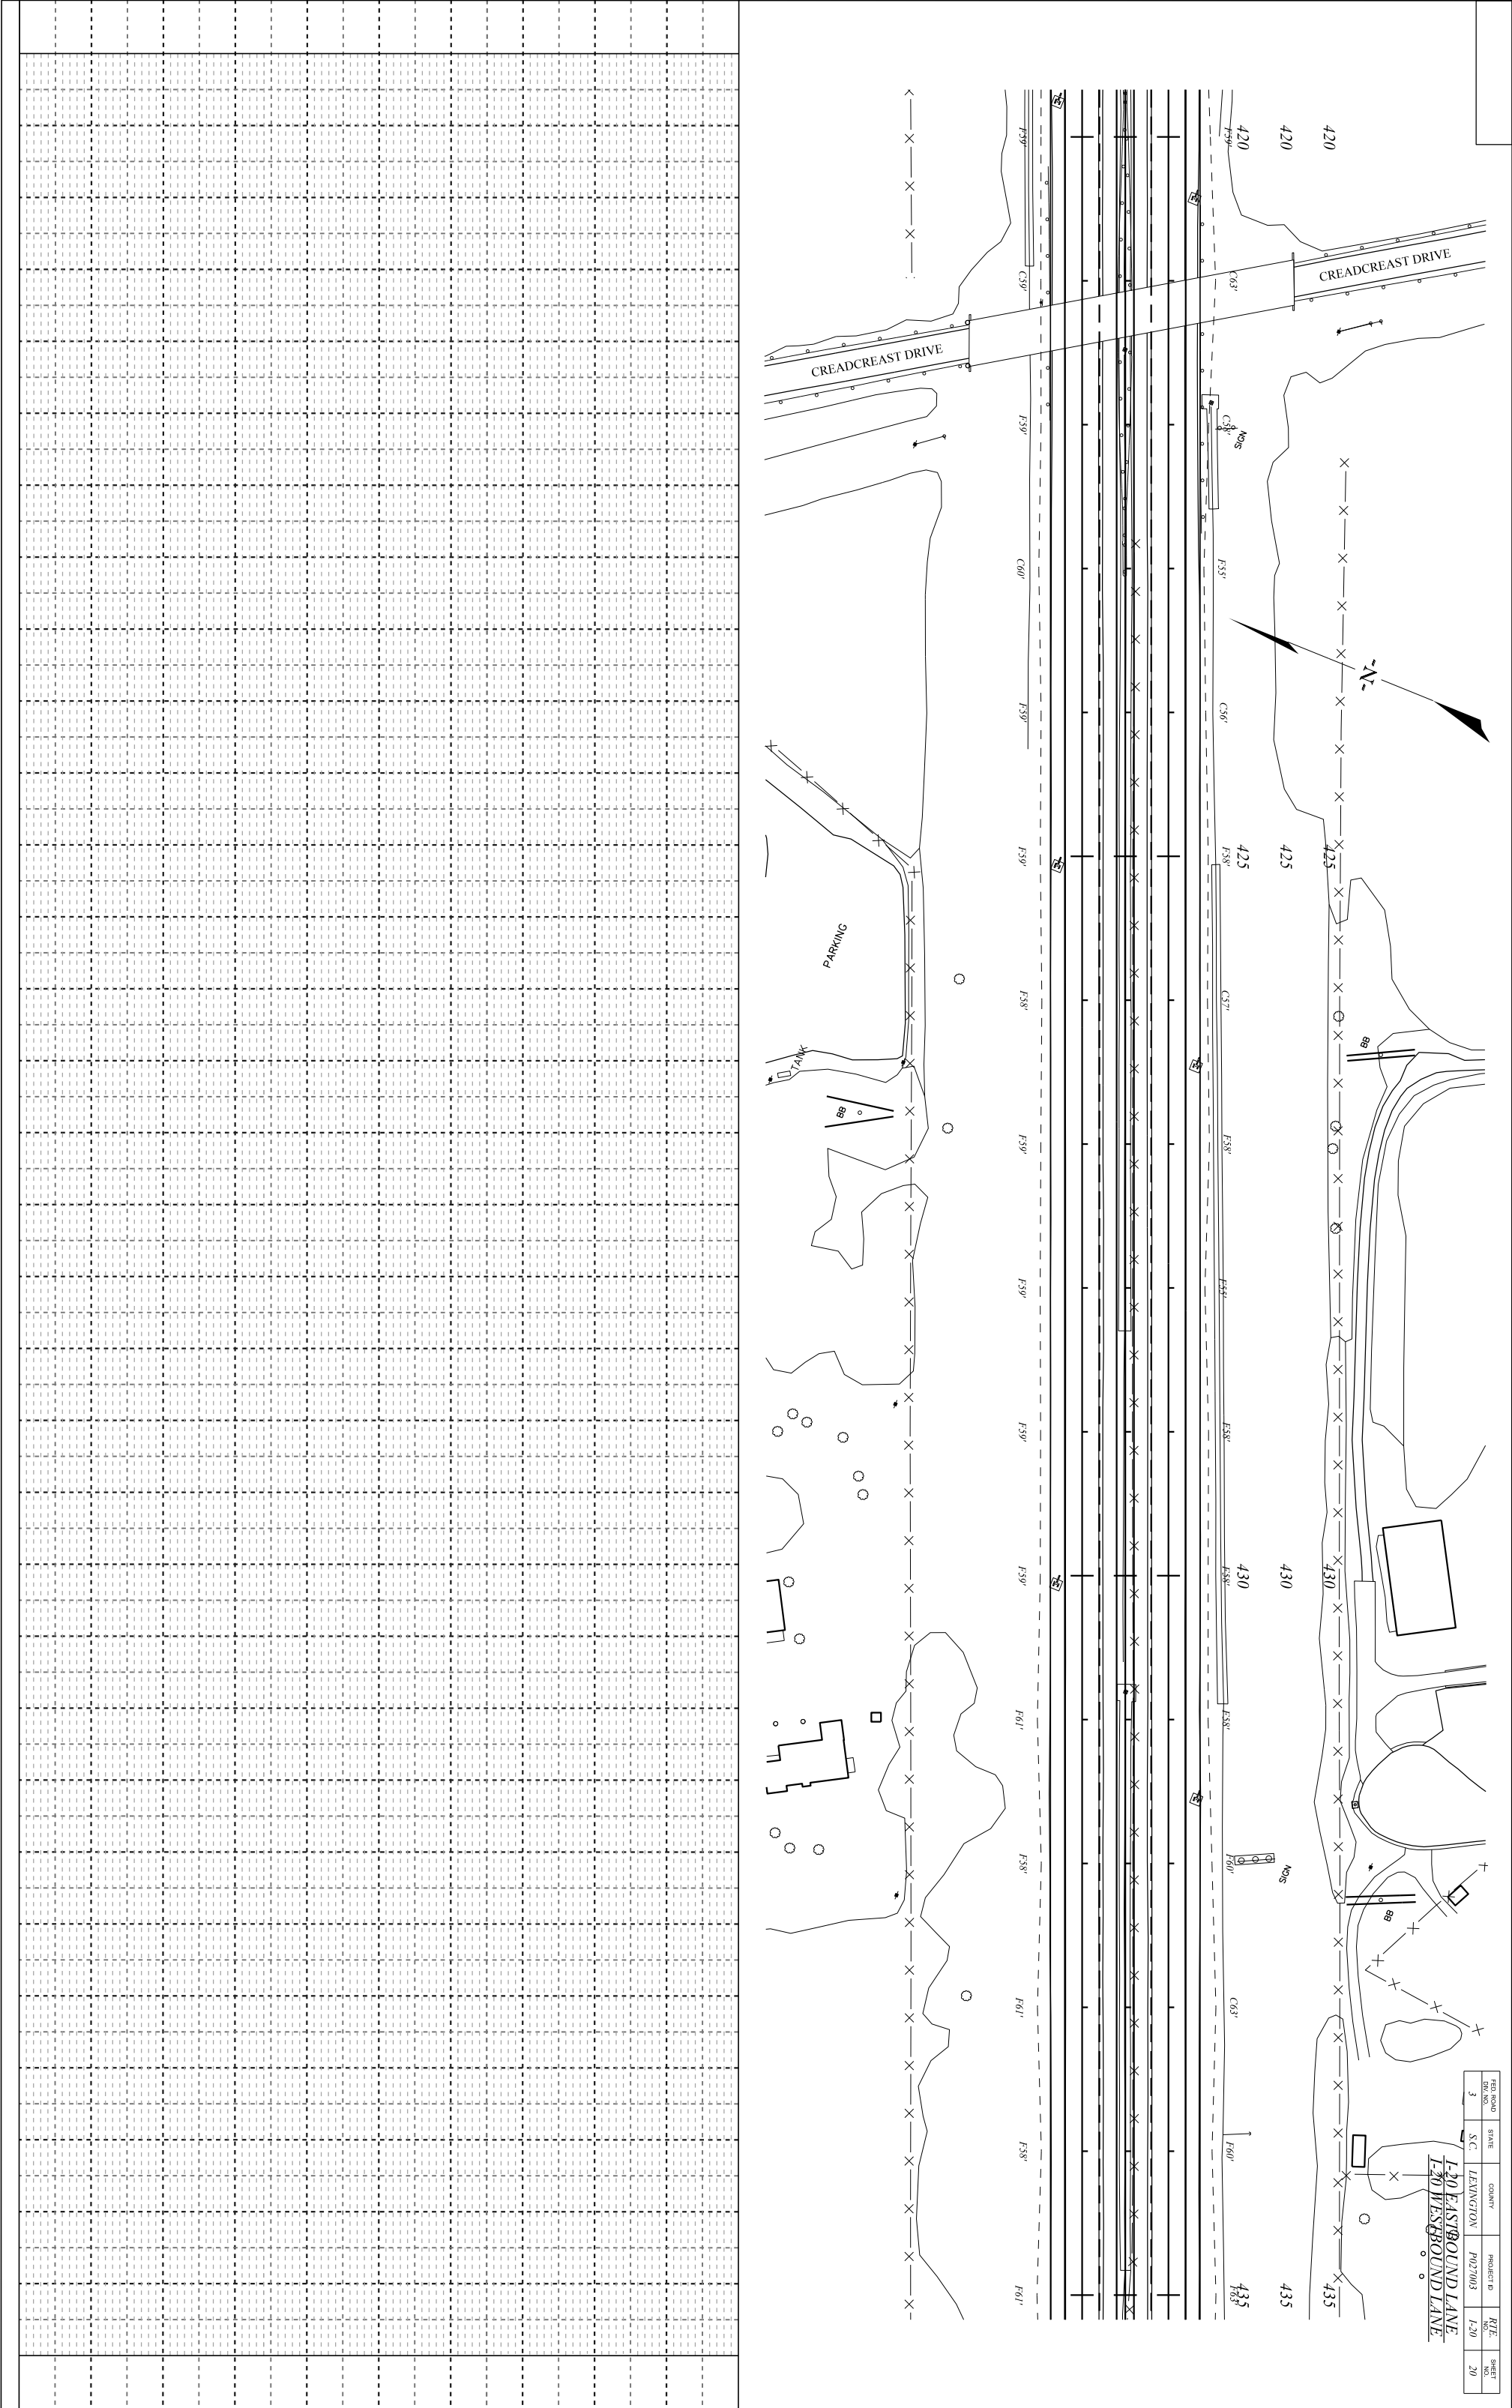 FED. ROAD DIV. NO. STATE COUNTY PROJECT ID RTE. NO. SHEET NO.
3 S.C. LEXINGTON P027003 I-20 20
I-20 EASTBOUND LANE
I-20 WESTBOUND LANE
420 425 430 435
420 425 430 435
420 425 430 435
CREADCREAST DRIVE
SIGN
-N-
BB
SIGN
BB
F59' C63' C58' F55' C56' F58' C57' F58' F55' F58' F58' F58' F60' C63' F60' F63'
F59' C59' F59' C60' F59' F59' F58' F59' F59' F59' F59' F61' F58' F61' F58' F61'
CREADCREAST DRIVE
PARKING
TANK
BB